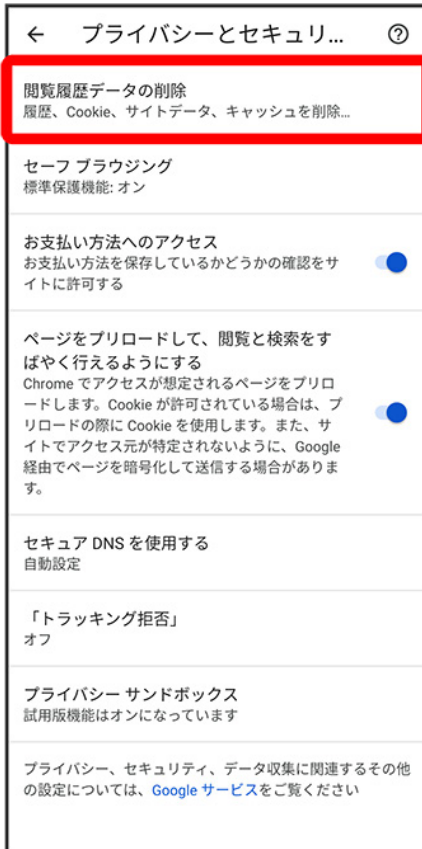 プライバシーとセキュリ...
閲覧履歴データの削除
履歴、Cookie、サイトデータ、キャッシュを削除...
セーフ ブラウジング
標準保護機能: オン
お支払い方法へのアクセス
お支払い方法を保存しているかどうかの確認をサ
イトに許可する
ページをプリロードして、閲覧と検索をす
ばやく行えるようにする
Chrome でアクセスが想定されるページをプリロ
ードします。Cookie が許可されている場合は、プ
リロードの際に Cookie を使用します。また、サ
イトでアクセス元が特定されないように、Google
経由でページを暗号化して送信する場合がありま
す。
セキュア DNS を使用する
自動設定
「トラッキング拒否」
オフ
プライバシー サンドボックス
試用版機能はオンになっています
プライバシー、セキュリティ、データ収集に関連するその他
の設定については、Google サービスをご覧ください